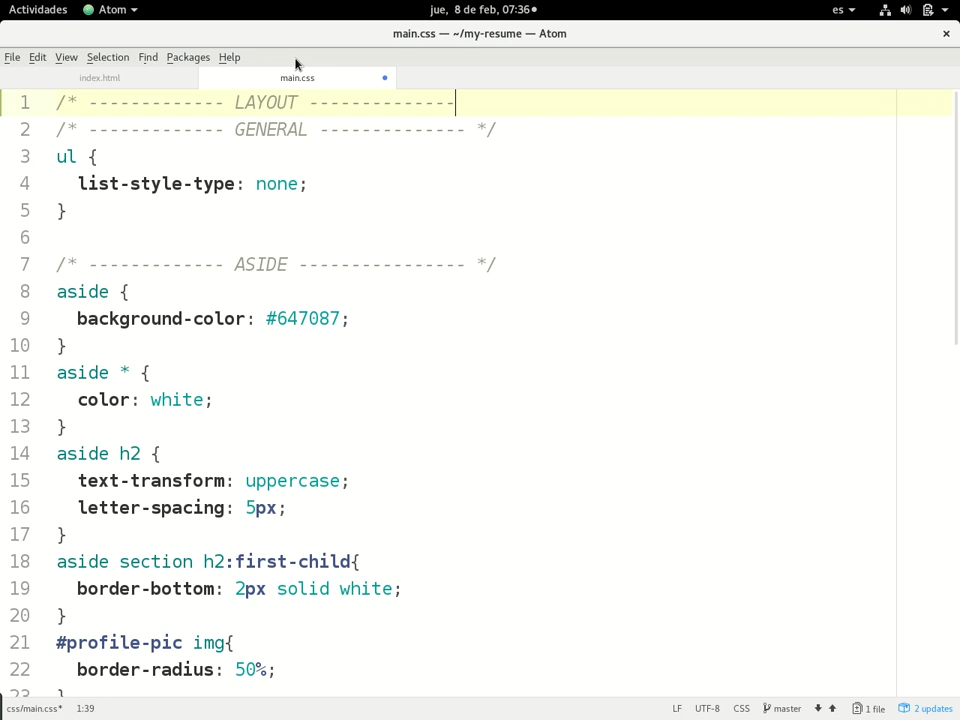 Actividades Atom jue, 8 de feb, 07:36 es
main.css — ~/my-resume — Atom ×
File Edit View Selection Find Packages Help
index.html main.css
1 /* ------------- LAYOUT --------------
2 /* ------------- GENERAL -------------- */
3 ul {
4 list-style-type: none;
5 }
6
7 /* ------------- ASIDE ---------------- */
8 aside {
9 background-color: #647087;
10 }
11 aside * {
12 color: white;
13 }
14 aside h2 {
15 text-transform: uppercase;
16 letter-spacing: 5px;
17 }
18 aside section h2:first-child{
19 border-bottom: 2px solid white;
20 }
21 #profile-pic img{
22 border-radius: 50%;
23 }
css/main.css* 1:39 LF UTF-8 CSS master 1 file 2 updates